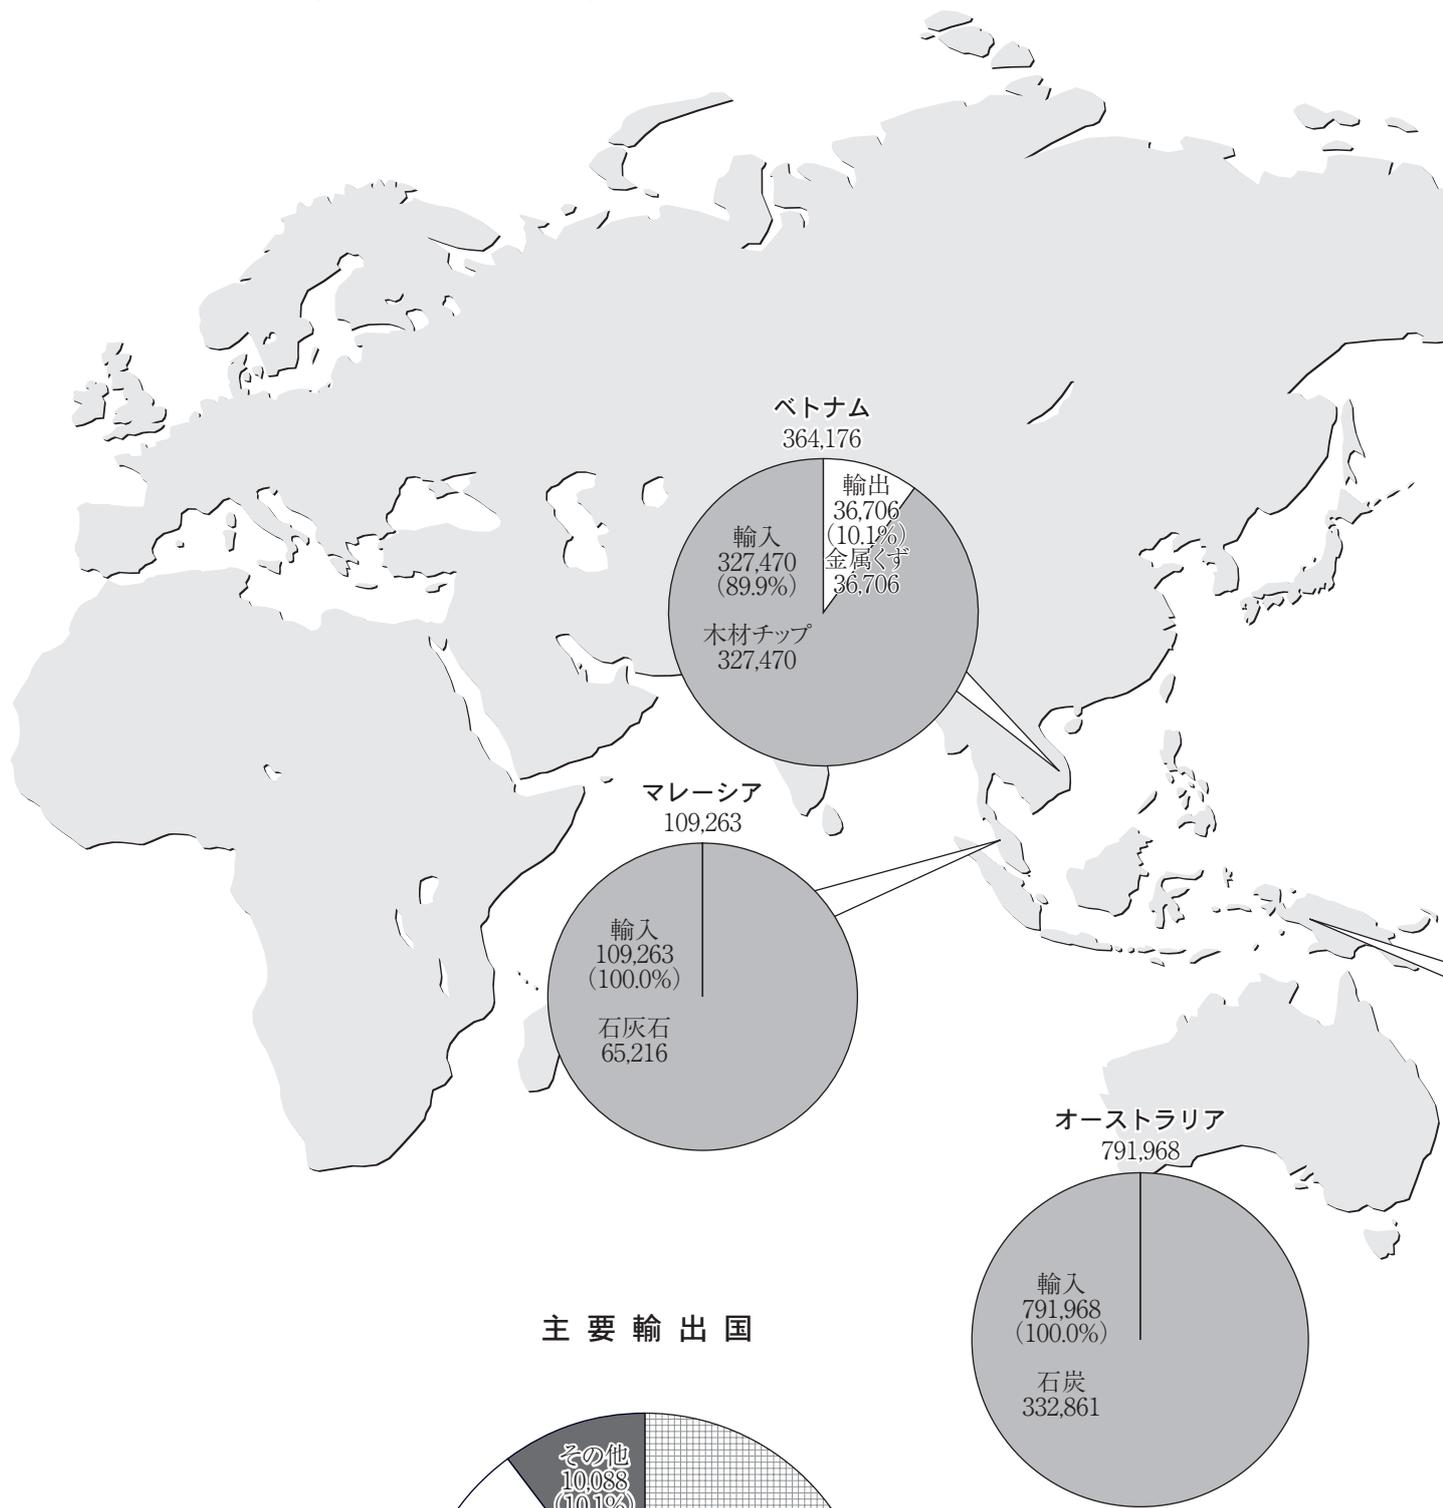 ベトナム
364,176
輸出
36,706
(10.1%)
金属くず
36,706
輸入
327,470
(89.9%)
木材チップ
327,470
マレーシア
109,263
輸入
109,263
(100.0%)
石灰石
65,216
オーストラリア
791,968
輸入
791,968
(100.0%)
石炭
332,861
主要輸出国
その他
10,088
(10.1%)